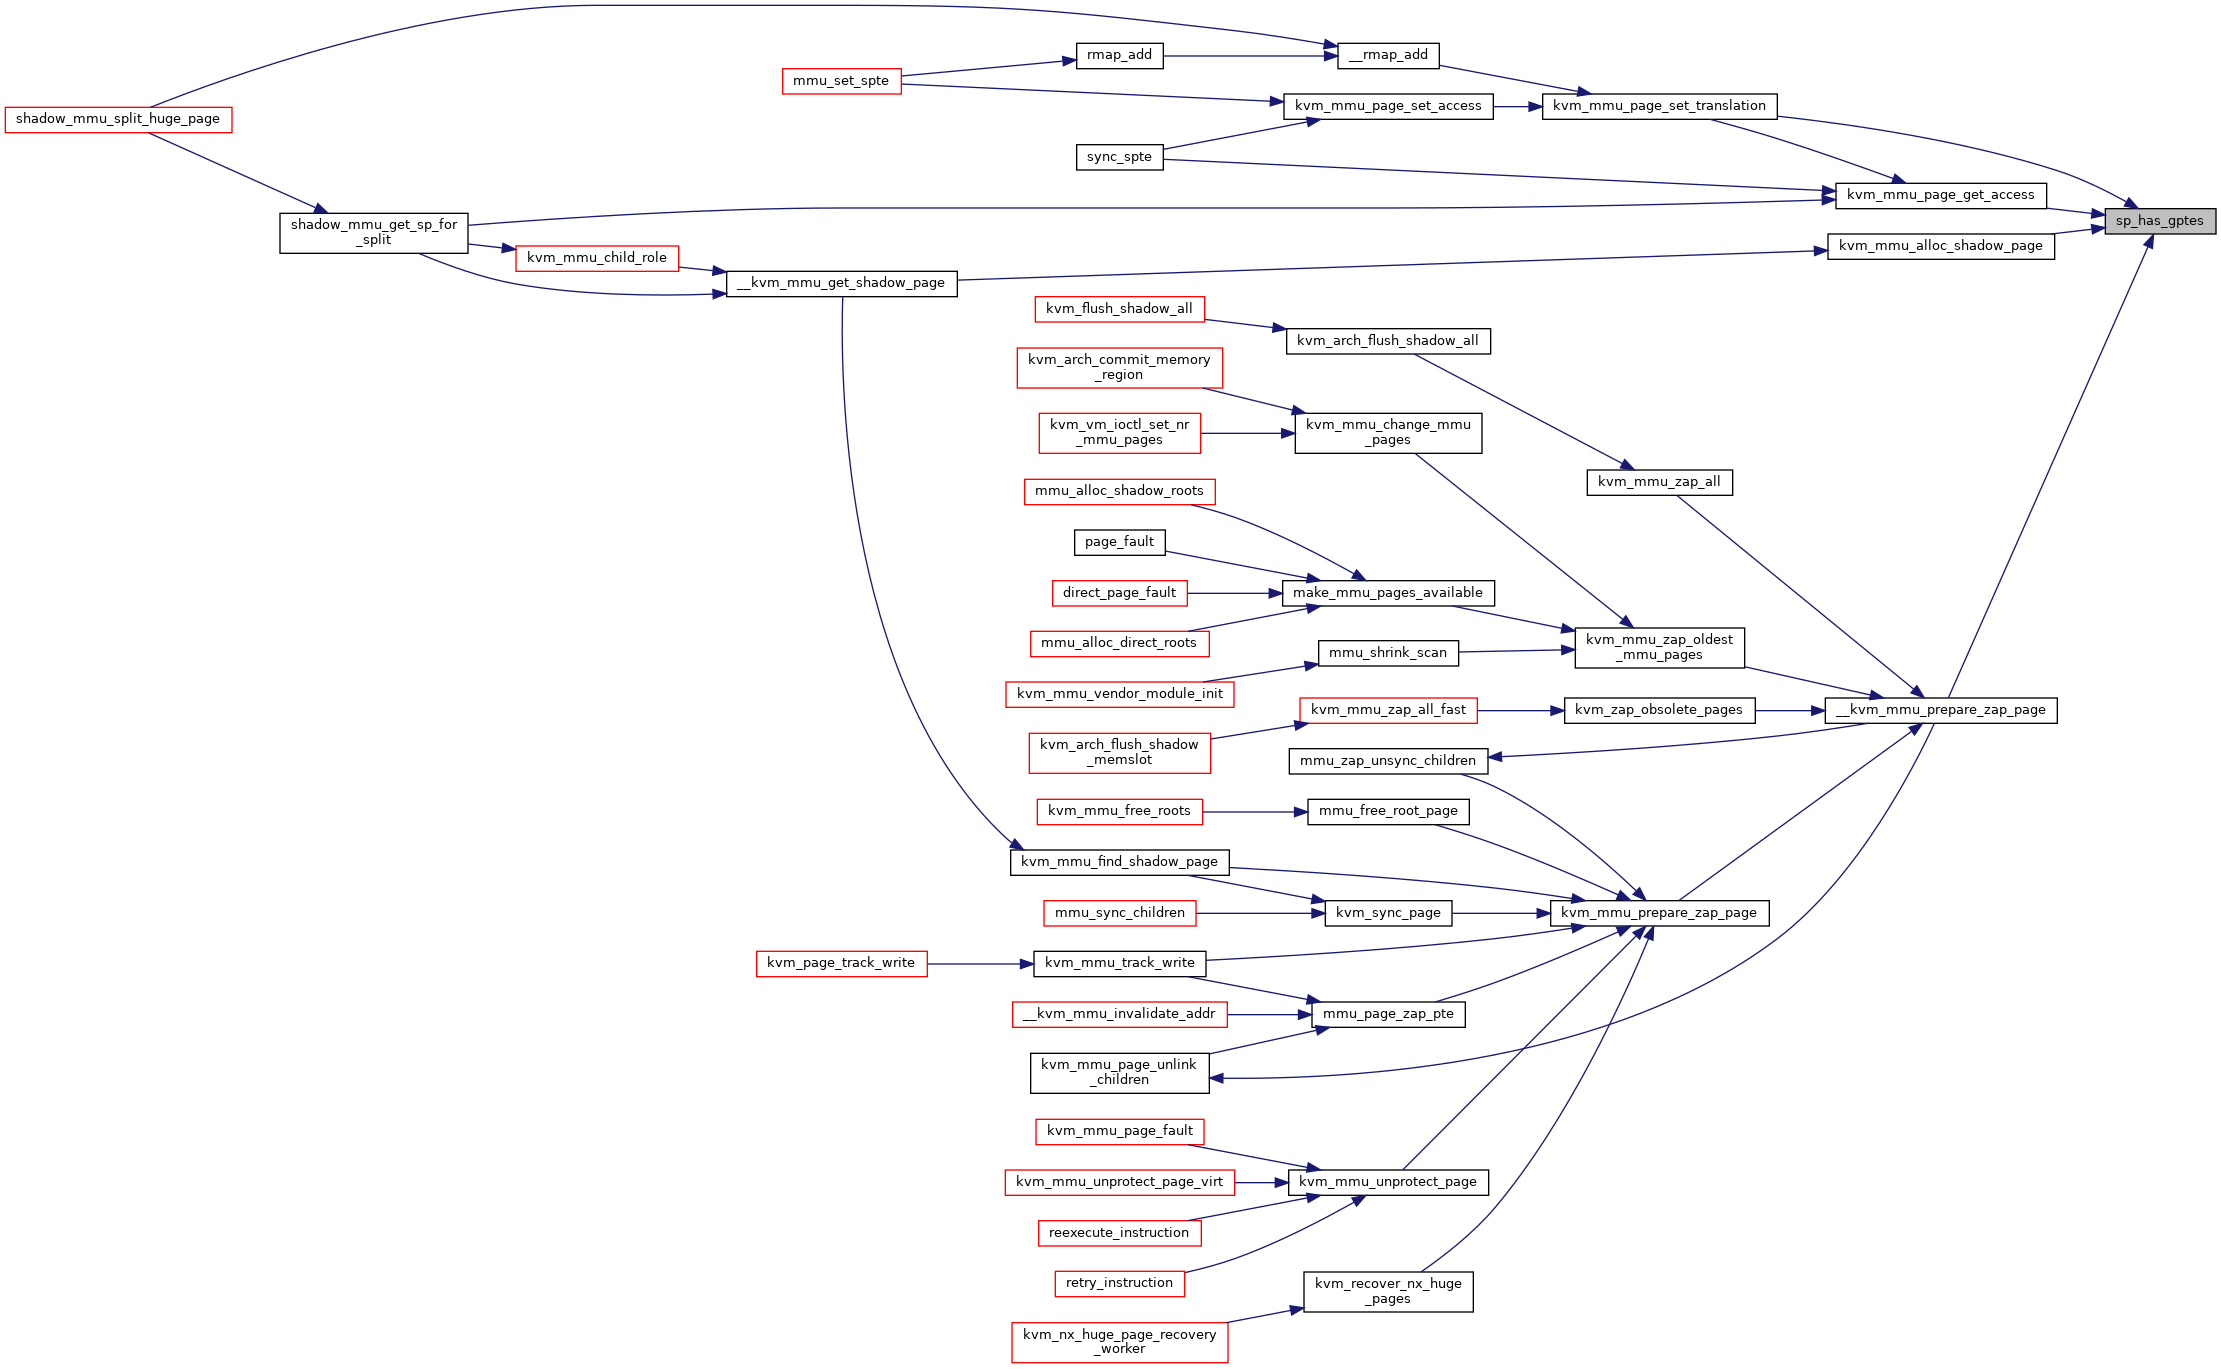 rmap_add
__rmap_add
mmu_set_spte
kvm_mmu_page_set_access
kvm_mmu_page_set_translation
shadow_mmu_split_huge_page
sync_spte
kvm_mmu_page_get_access
sp_has_gptes
shadow_mmu_get_sp_for
_split
kvm_mmu_child_role
kvm_mmu_alloc_shadow_page
__kvm_mmu_get_shadow_page
kvm_flush_shadow_all
kvm_arch_flush_shadow_all
kvm_arch_commit_memory
_region
kvm_vm_ioctl_set_nr
_mmu_pages
kvm_mmu_change_mmu
_pages
kvm_mmu_zap_all
mmu_alloc_shadow_roots
page_fault
direct_page_fault
make_mmu_pages_available
mmu_alloc_direct_roots
mmu_shrink_scan
kvm_mmu_zap_oldest
_mmu_pages
kvm_mmu_vendor_module_init
kvm_mmu_zap_all_fast
kvm_zap_obsolete_pages
__kvm_mmu_prepare_zap_page
kvm_arch_flush_shadow
_memslot
mmu_zap_unsync_children
kvm_mmu_free_roots
mmu_free_root_page
kvm_mmu_find_shadow_page
mmu_sync_children
kvm_sync_page
kvm_mmu_prepare_zap_page
kvm_page_track_write
kvm_mmu_track_write
__kvm_mmu_invalidate_addr
mmu_page_zap_pte
kvm_mmu_page_unlink
_children
kvm_mmu_page_fault
kvm_mmu_unprotect_page_virt
kvm_mmu_unprotect_page
reexecute_instruction
retry_instruction
kvm_recover_nx_huge
_pages
kvm_nx_huge_page_recovery
_worker